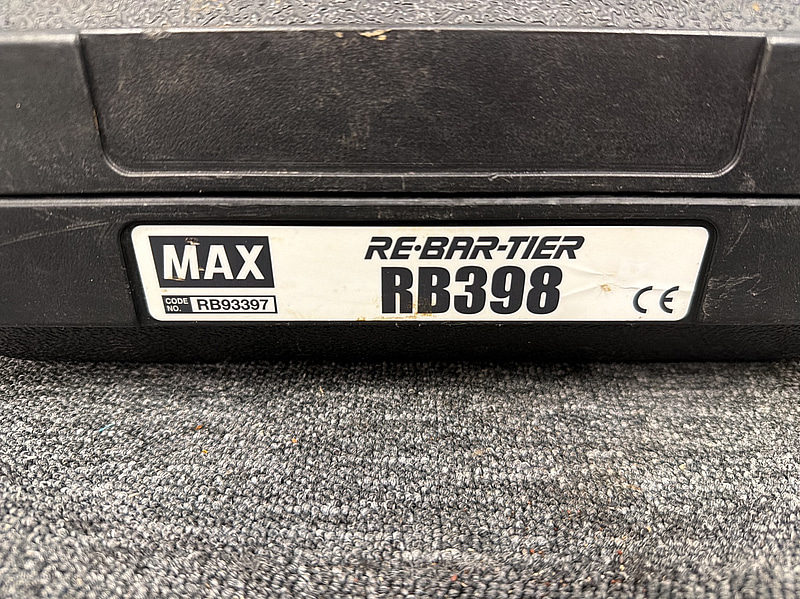 MAX
CODE NO. RB93397
RE·BAR-TIER
RB398
CE